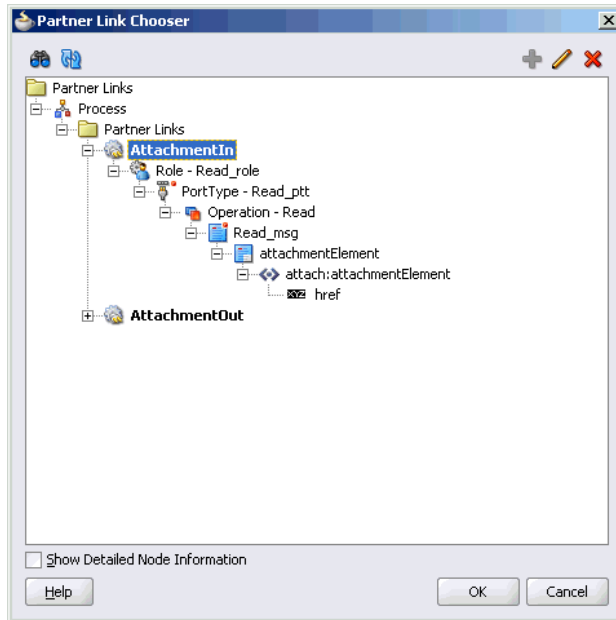 Partner Link Chooser
Partner Links
Process
Partner Links
AttachmentIn
Role - Read_role
PortType - Read_ptt
Operation - Read
Read_msg
attachmentElement
attach:attachmentElement
XYZ href
AttachmentOut
Show Detailed Node Information
Help OK Cancel